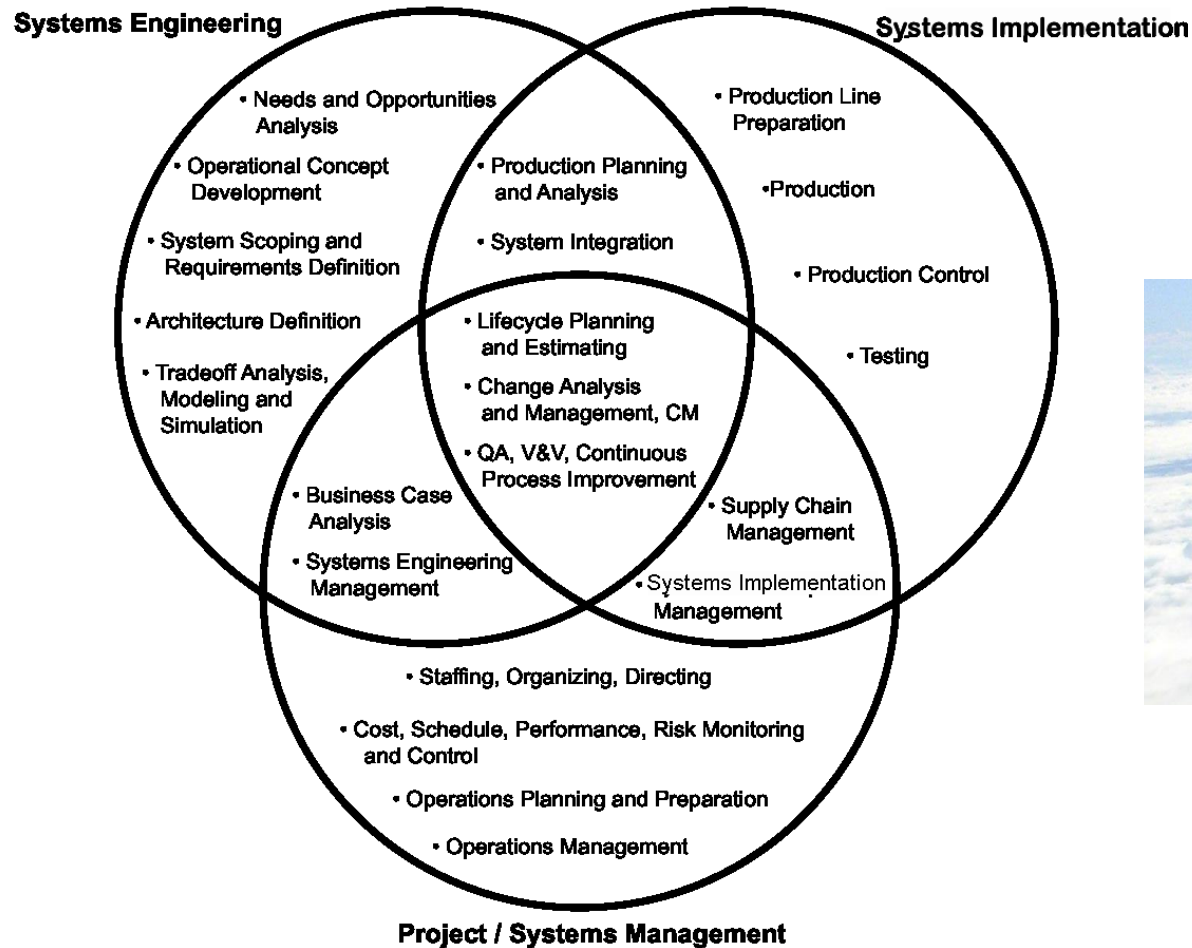 Systems Engineering
Systems Implementation
• Needs and Opportunities
Analysis
• Operational Concept
Development
• System Scoping and
Requirements Definition
• Architecture Definition
• Tradeoff Analysis,
Modeling and
Simulation
• Production Planning
and Analysis
• System Integration
• Production Line
Preparation
•Production
• Production Control
• Testing
• Lifecycle Planning
and Estimating
• Change Analysis
and Management, CM
• QA, V&V, Continuous
Process Improvement
• Business Case
Analysis
• Systems Engineering
Management
• Supply Chain
Management
• Systems Implementation
Management
• Staffing, Organizing, Directing
• Cost, Schedule, Performance, Risk Monitoring
and Control
• Operations Planning and Preparation
• Operations Management
Project / Systems Management